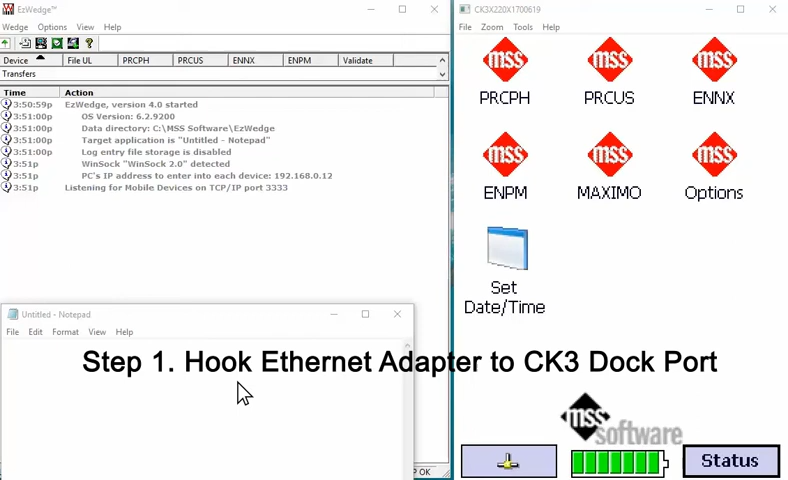 EzWedge™
Wedge Options View Help
Device File UL PRCPH PRCUS ENNX ENPM Validate
Transfers
Time Action
3:50:59p EzWedge, version 4.0 started
3:51:00p OS Version: 6.2.9200
3:51:00p Data directory: C:\MSS Software\EzWedge
3:51:00p Target application is "Untitled - Notepad"
3:51:00p Log entry file storage is disabled
3:51p WinSock "WinSock 2.0" detected
3:51p PC's IP address to enter into each device: 192.168.0.12
3:51p Listening for Mobile Devices on TCP/IP port 3333
Untitled - Notepad
File Edit Format View Help
Step 1. Hook Ethernet Adapter to CK3 Dock Port
P OK
CK3X220X1700619
File Zoom Tools Help
mss mss mss
PRCPH PRCUS ENNX
mss mss mss
ENPM MAXIMO Options
Set
Date/Time
mss software
Status